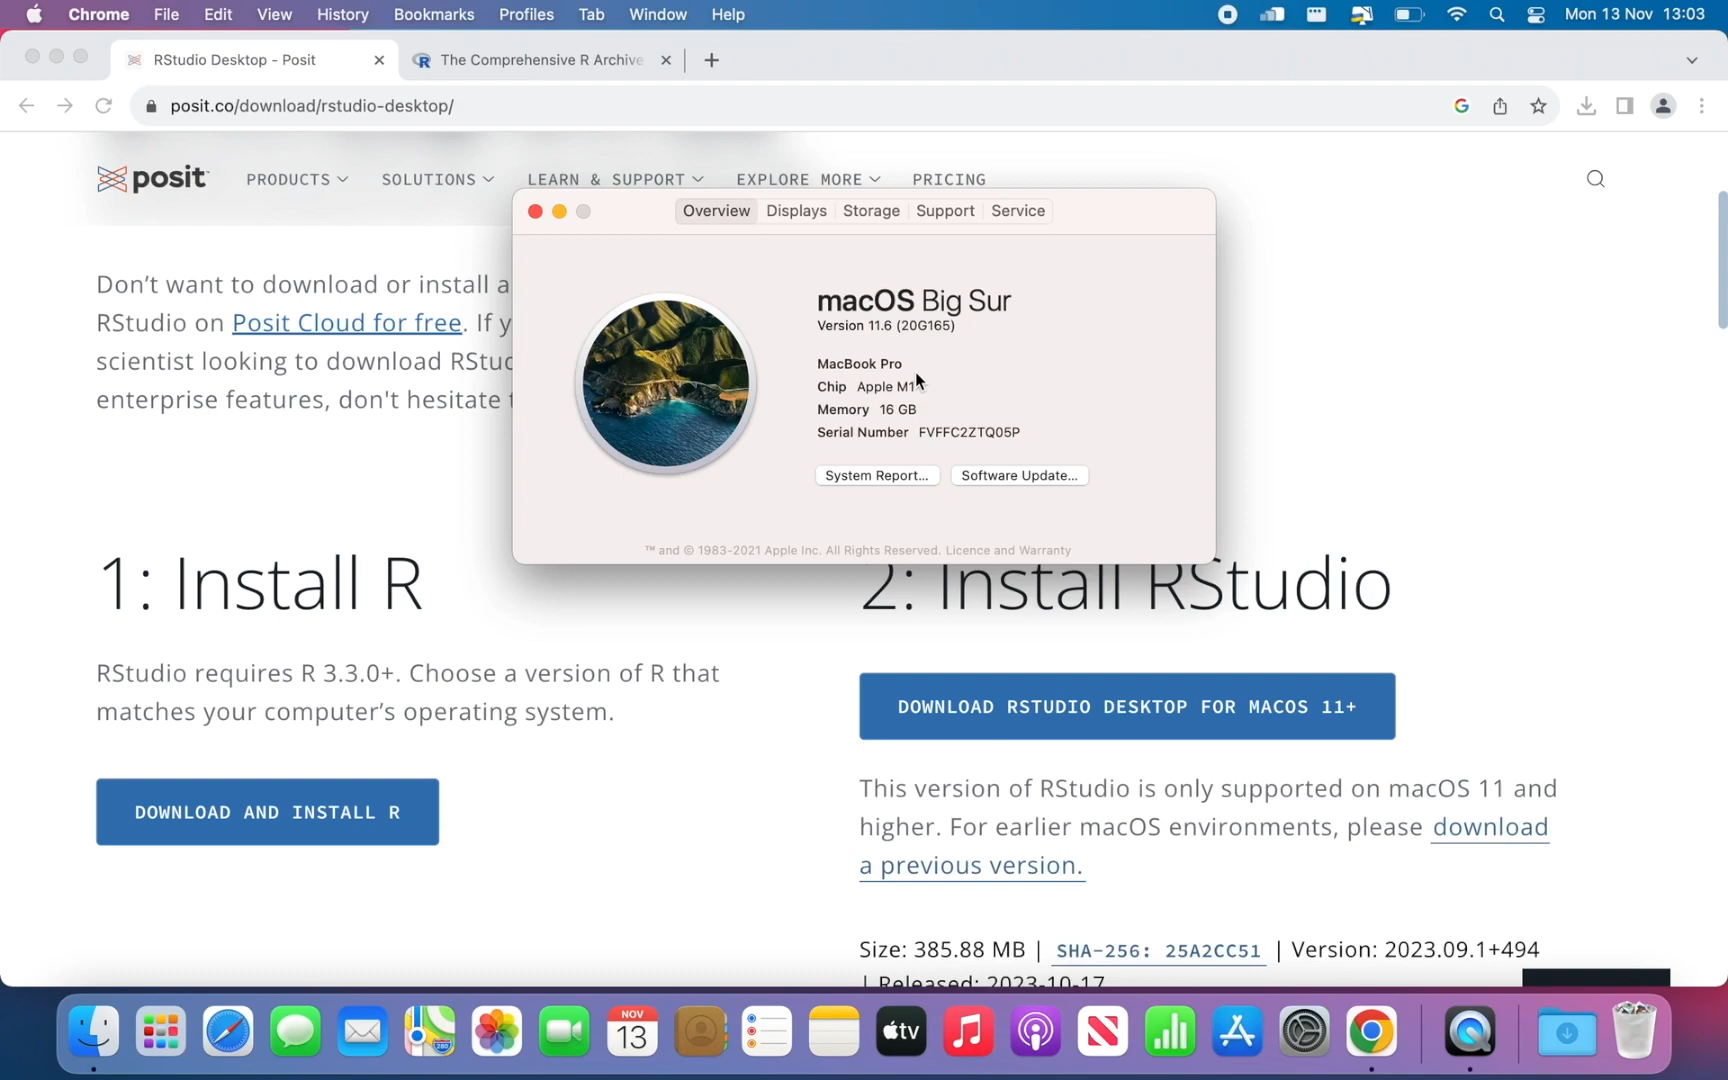 Chrome File Edit View History Bookmarks Profiles Tab Window Help Mon 13 Nov 13:03
RStudio Desktop - Posit The Comprehensive R Archive
posit.co/download/rstudio-desktop/
posit PRODUCTS SOLUTIONS LEARN & SUPPORT EXPLORE MORE PRICING
Overview Displays Storage Support Service
Don't want to download or install a
RStudio on Posit Cloud for free. If y
scientist looking to download RStu
enterprise features, don't hesitate
macOS Big Sur
Version 11.6 (20G165)
MacBook Pro
Chip Apple M1
Memory 16 GB
Serial Number FVFFC2ZTQ05P
System Report... Software Update...
™ and © 1983-2021 Apple Inc. All Rights Reserved. Licence and Warranty
1: Install R
RStudio requires R 3.3.0+. Choose a version of R that
matches your computer's operating system.
DOWNLOAD AND INSTALL R
2: Install RStudio
DOWNLOAD RSTUDIO DESKTOP FOR MACOS 11+
This version of RStudio is only supported on macOS 11 and
higher. For earlier macOS environments, please download
a previous version.
Size: 385.88 MB | SHA-256: 25A2CC51 | Version: 2023.09.1+494
| Released: 2023-10-17
NOV
13
tv